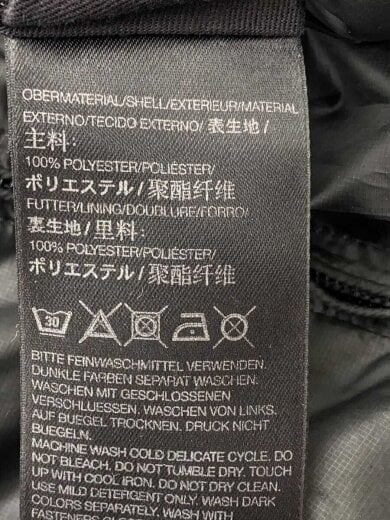 OBERMATERIAL/SHELL/EXTERIEUR/MATERIAL
EXTERNO/TECIDO EXTERNO/ 表生地/
主料:
100% POLYESTER/POLIÉSTER/
ポリエステル/聚酯纤维
FUTTER/LINING/DOUBLURE/FORRO/
裏生地/里料:
100% POLYESTER/POLIÉSTER/
ポリエステル/聚酯纤维
30
BITTE FEINWASCHMITTEL VERWENDEN.
DUNKLE FARBEN SEPARAT WASCHEN.
WASCHEN MIT GESCHLOSSENEN
VERSCHLUESSEN. WASCHEN VON LINKS.
AUF BUEGEL TROCKNEN. DRUCK NICHT
BUEGELN.
MACHINE WASH COLD DELICATE CYCLE. DO
NOT BLEACH. DO NOT TUMBLE DRY. TOUCH
UP WITH COOL IRON. DO NOT DRY CLEAN.
USE MILD DETERGENT ONLY. WASH DARK
COLORS SEPARATELY. WASH WITH
FASTENERS CLOSED